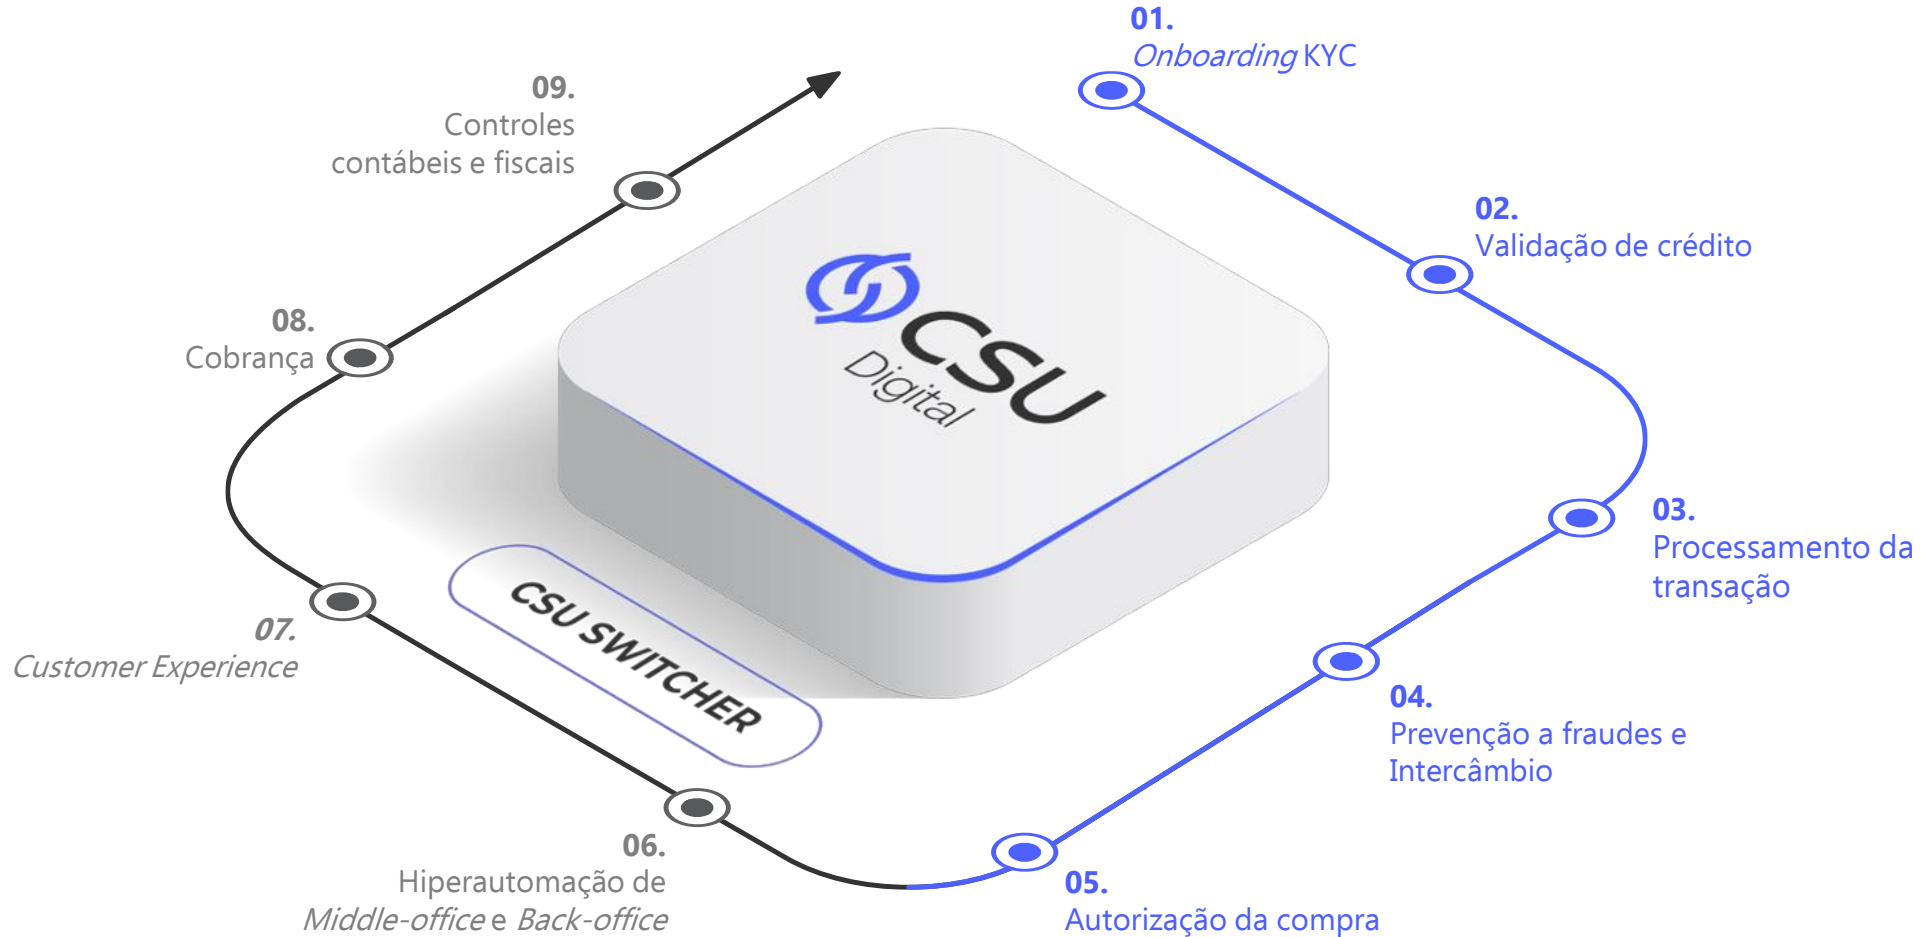 01.
Onboarding KYC
02.
Validação de crédito
03.
Processamento da
transação
04.
Prevenção a fraudes e
Intercâmbio
05.
Autorização da compra
06.
Hiperautomação de
Middle-office e Back-office
07.
Customer Experience
08.
Cobrança
09.
Controles
contábeis e fiscais
CSU
Digital
CSU SWITCHER